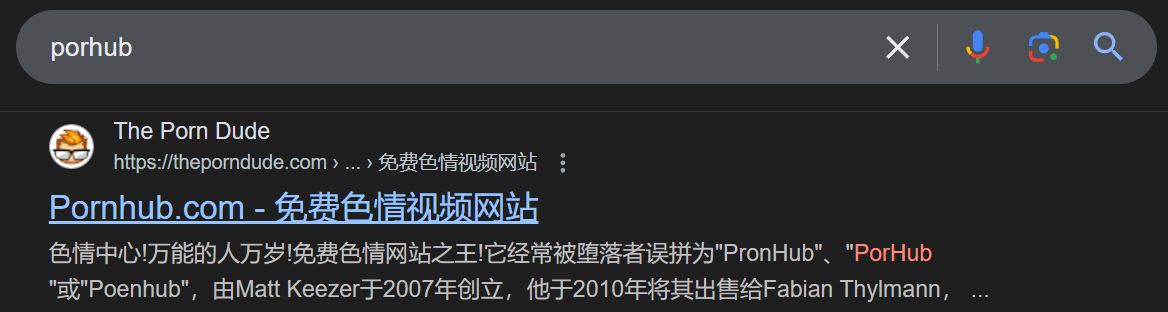 porhub
The Porn Dude
https://theporndude.com › ... › 免费色情视频网站
Pornhub.com - 免费色情视频网站
色情中心!万能的人万岁!免费色情网站之王!它经常被堕落者误拼为"PronHub"、"PorHub
"或"Poenhub"，由Matt Keezer于2007年创立，他于2010年将其出售给Fabian Thylmann， ...